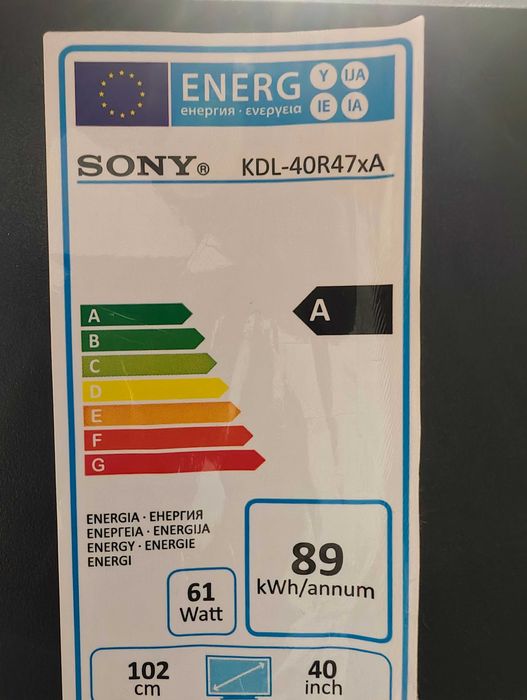 ENERG Y IJA
енергия · ενεργεια IE IA
SONY® KDL-40R47xA
A
A
B
C
D
E
F
G
ENERGIA · ЕНЕРГИЯ
ΕΝΕΡΓΕΙΑ · ENERGIJA
ENERGY · ENERGIE
ENERGI
89
kWh/annum
61
Watt
102
cm
40
inch